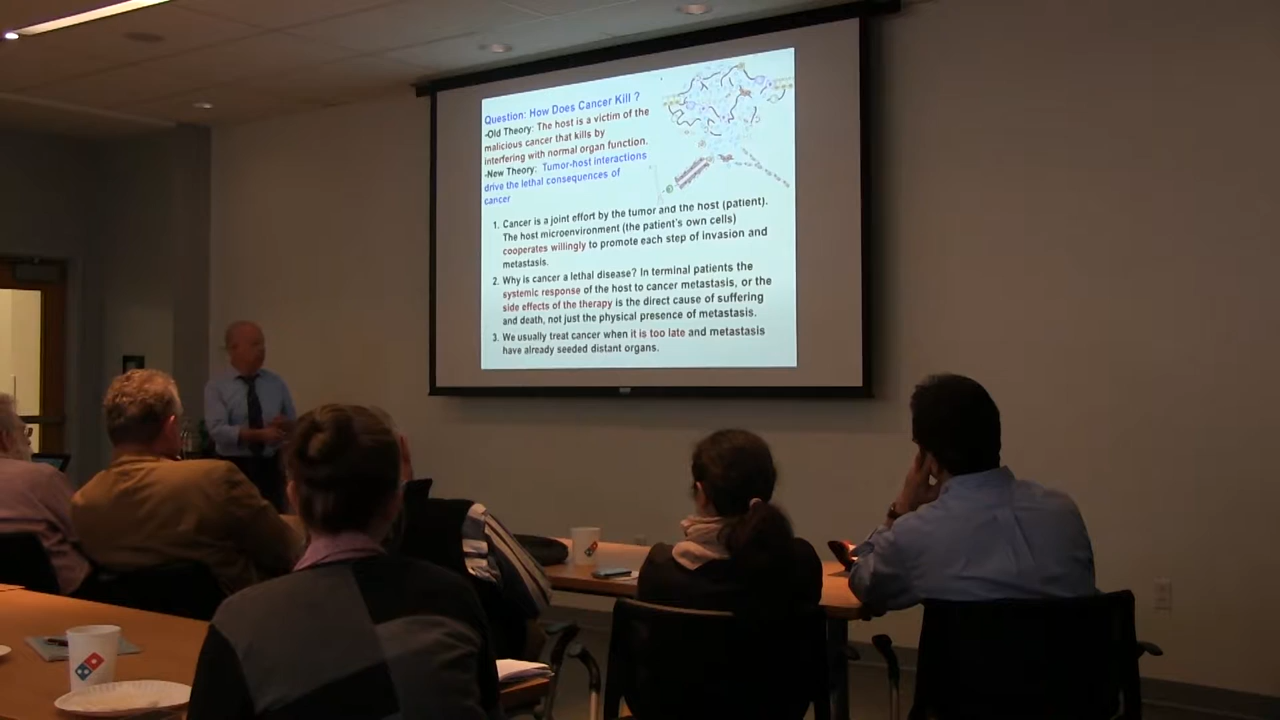 Question: How Does Cancer Kill ?
-Old Theory: The host is a victim of the
malicious cancer that kills by
interfering with normal organ function.
-New Theory: Tumor-host interactions
drive the lethal consequences of
cancer
1. Cancer is a joint effort by the tumor and the host (patient).
The host microenvironment (the patient's own cells)
cooperates willingly to promote each step of invasion and
metastasis.
2. Why is cancer a lethal disease? In terminal patients the
systemic response of the host to cancer metastasis, or the
side effects of the therapy is the direct cause of suffering
and death, not just the physical presence of metastasis.
3. We usually treat cancer when it is too late and metastasis
have already seeded distant organs.